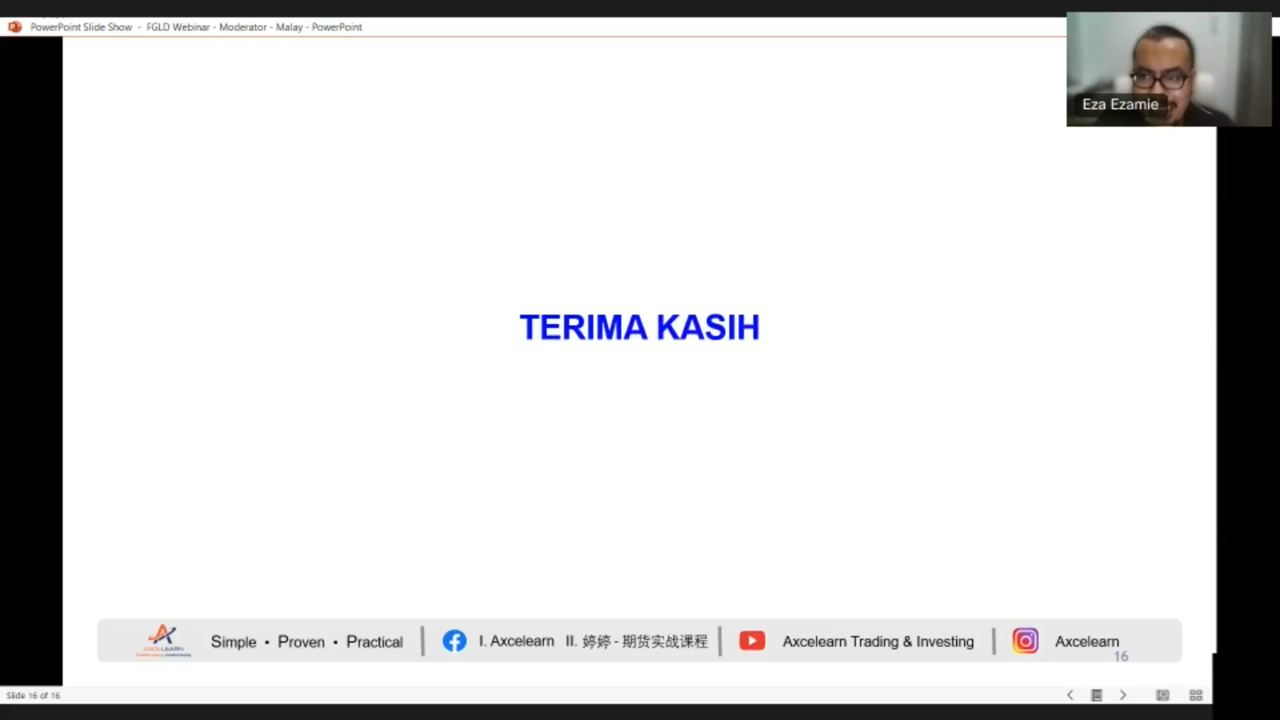 PowerPoint Slide Show - FGLD Webinar - Moderator - Malay - PowerPoint
Eza Ezamie
TERIMA KASIH
AXCELEARN
Simple • Proven • Practical
I. Axcelearn II. 婷婷 - 期货实战课程
Axcelearn Trading & Investing
Axcelearn
16
Slide 16 of 16